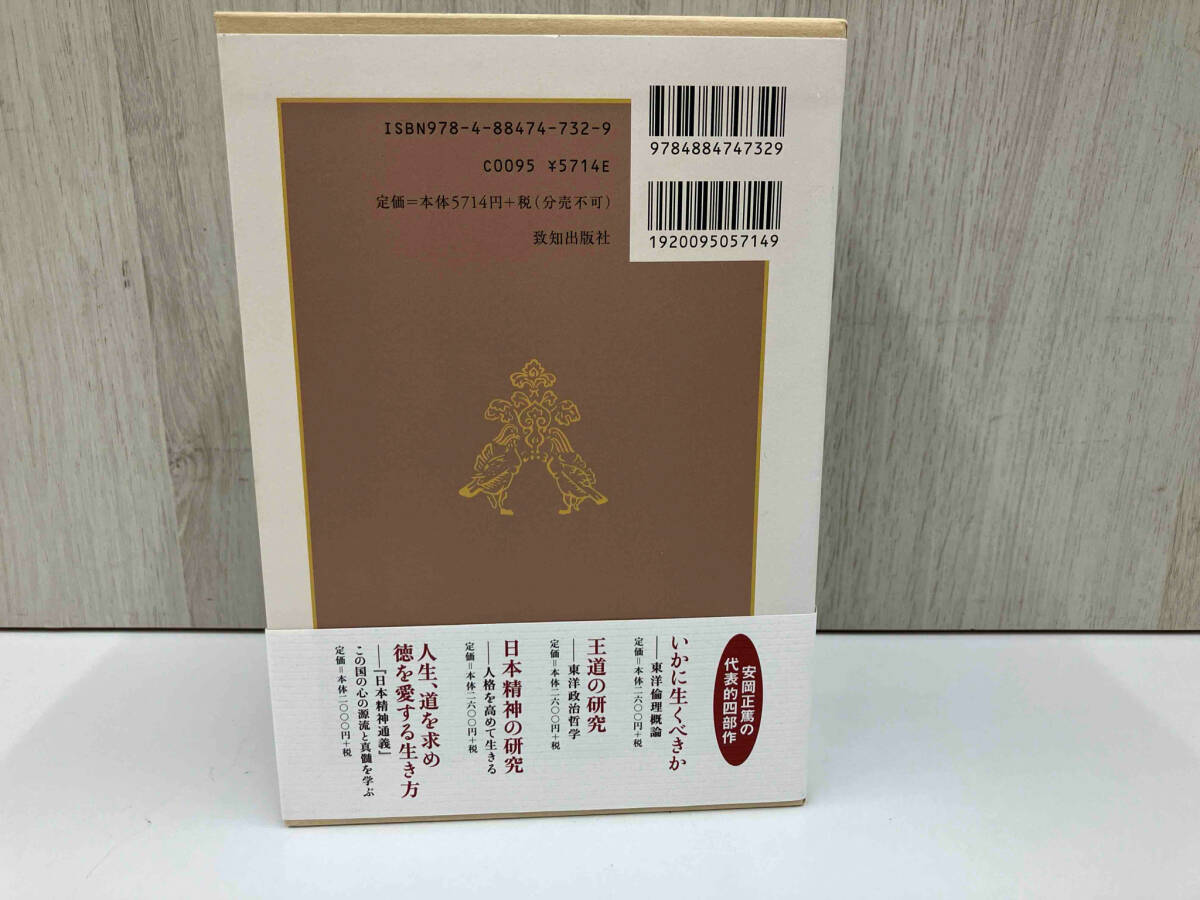 ISBN978-4-88474-732-9
C0095 ¥5714E
定価＝本体5714円＋税（分売不可）
致知出版社
9784884747329
1920095057149
安岡正篤の
代表的四部作
いかに生くべきか
――東洋倫理概論
定価＝本体二六〇〇円＋税
王道の研究
――東洋政治哲学
定価＝本体二六〇〇円＋税
日本精神の研究
――人格を高めて生きる
定価＝本体二六〇〇円＋税
人生、道を求め
徳を愛する生き方
――『日本精神通義』
この国の心の源流と真髄を学ぶ
定価＝本体二〇〇〇円＋税